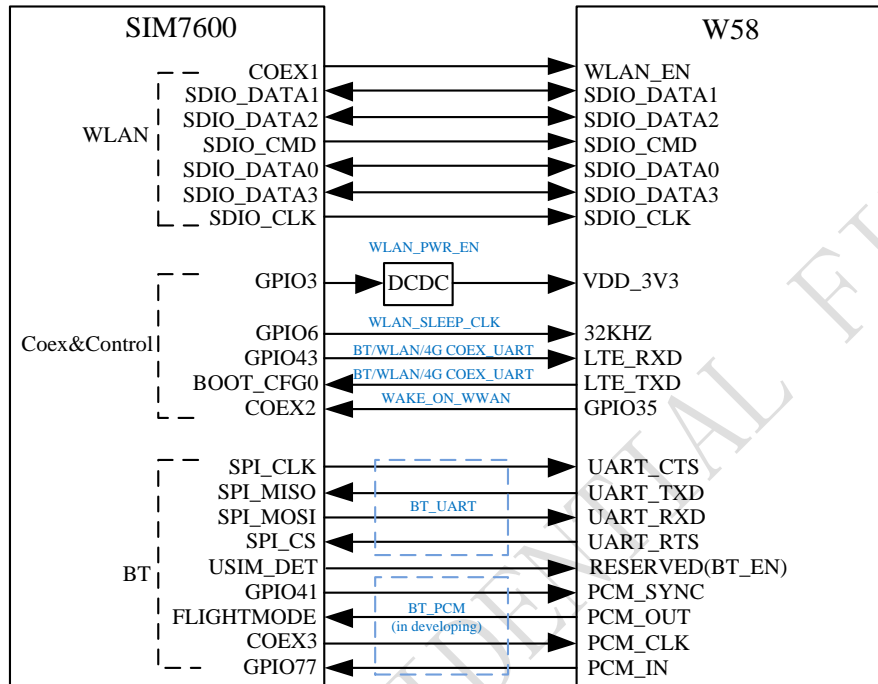 SIM7600 W58
COEX1 WLAN_EN
SDIO_DATA1 SDIO_DATA1
SDIO_DATA2 SDIO_DATA2
WLAN
SDIO_CMD SDIO_CMD
SDIO_DATA0 SDIO_DATA0
SDIO_DATA3 SDIO_DATA3
SDIO_CLK SDIO_CLK
WLAN_PWR_EN
GPIO3 DCDC VDD_3V3
GPIO6 WLAN_SLEEP_CLK 32KHZ
Coex&Control
GPIO43 BT/WLAN/4G COEX_UART LTE_RXD
BOOT_CFG0 BT/WLAN/4G COEX_UART LTE_TXD
COEX2 WAKE_ON_WWAN GPIO35
SPI_CLK UART_CTS
SPI_MISO UART_TXD
BT_UART
SPI_MOSI UART_RXD
SPI_CS UART_RTS
BT
USIM_DET RESERVED(BT_EN)
GPIO41 PCM_SYNC
FLIGHTMODE BT_PCM PCM_OUT
(in developing)
COEX3 PCM_CLK
GPIO77 PCM_IN